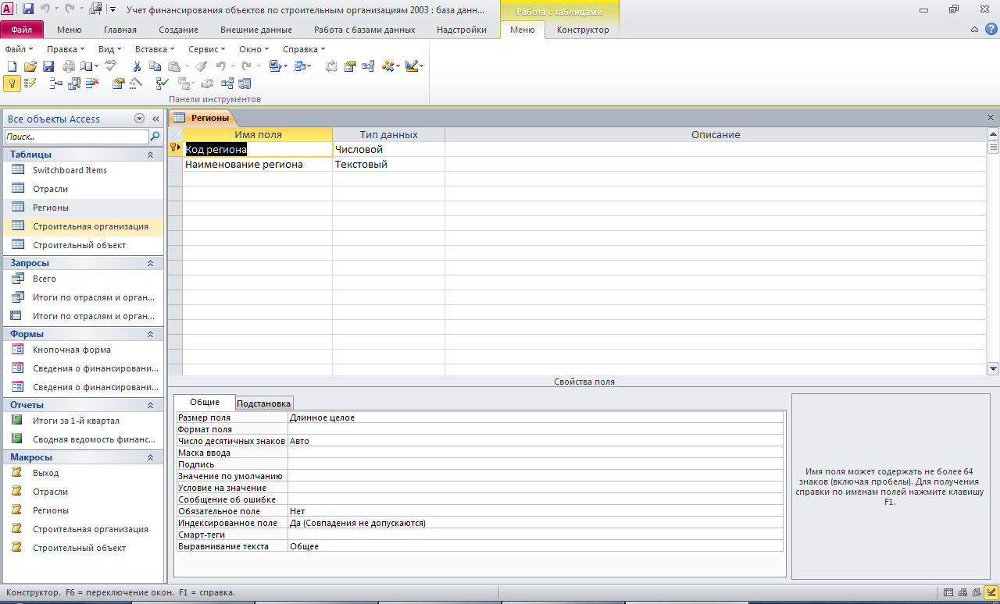 Учет финансирования объектов по строительным организациям 2003 : база данн...
Работа с таблицами
Файл Меню Главная Создание Внешние данные Работа с базами данных Надстройки Меню Конструктор
Файл Правка Вид Вставка Сервис Окно Справка
Панели инструментов
Все объекты Access
Поиск...
Таблицы
Switchboard Items
Отрасли
Регионы
Строительная организация
Строительный объект
Запросы
Всего
Итоги по отраслям и орган...
Итоги по отраслям и орган...
Формы
Кнопочная форма
Сведения о финансировани...
Сведения о финансировани...
Отчеты
Итоги за 1-й квартал
Сводная ведомость финанс...
Макросы
Выход
Отрасли
Регионы
Строительная организация
Строительный объект
Регионы
Имя поля Тип данных Описание
Код региона Числовой
Наименование региона Текстовый
Свойства поля
Общие Подстановка
Размер поля Длинное целое
Формат поля
Число десятичных знаков Авто
Маска ввода
Подпись
Значение по умолчанию
Условие на значение
Сообщение об ошибке
Обязательное поле Нет
Индексированное поле Да (Совпадения не допускаются)
Смарт-теги
Выравнивание текста Общее
Имя поля может содержать не более 64
знаков (включая пробелы). Для получения
справки по именам полей нажмите клавишу
F1.
Конструктор. F6 = переключение окон. F1 = справка.